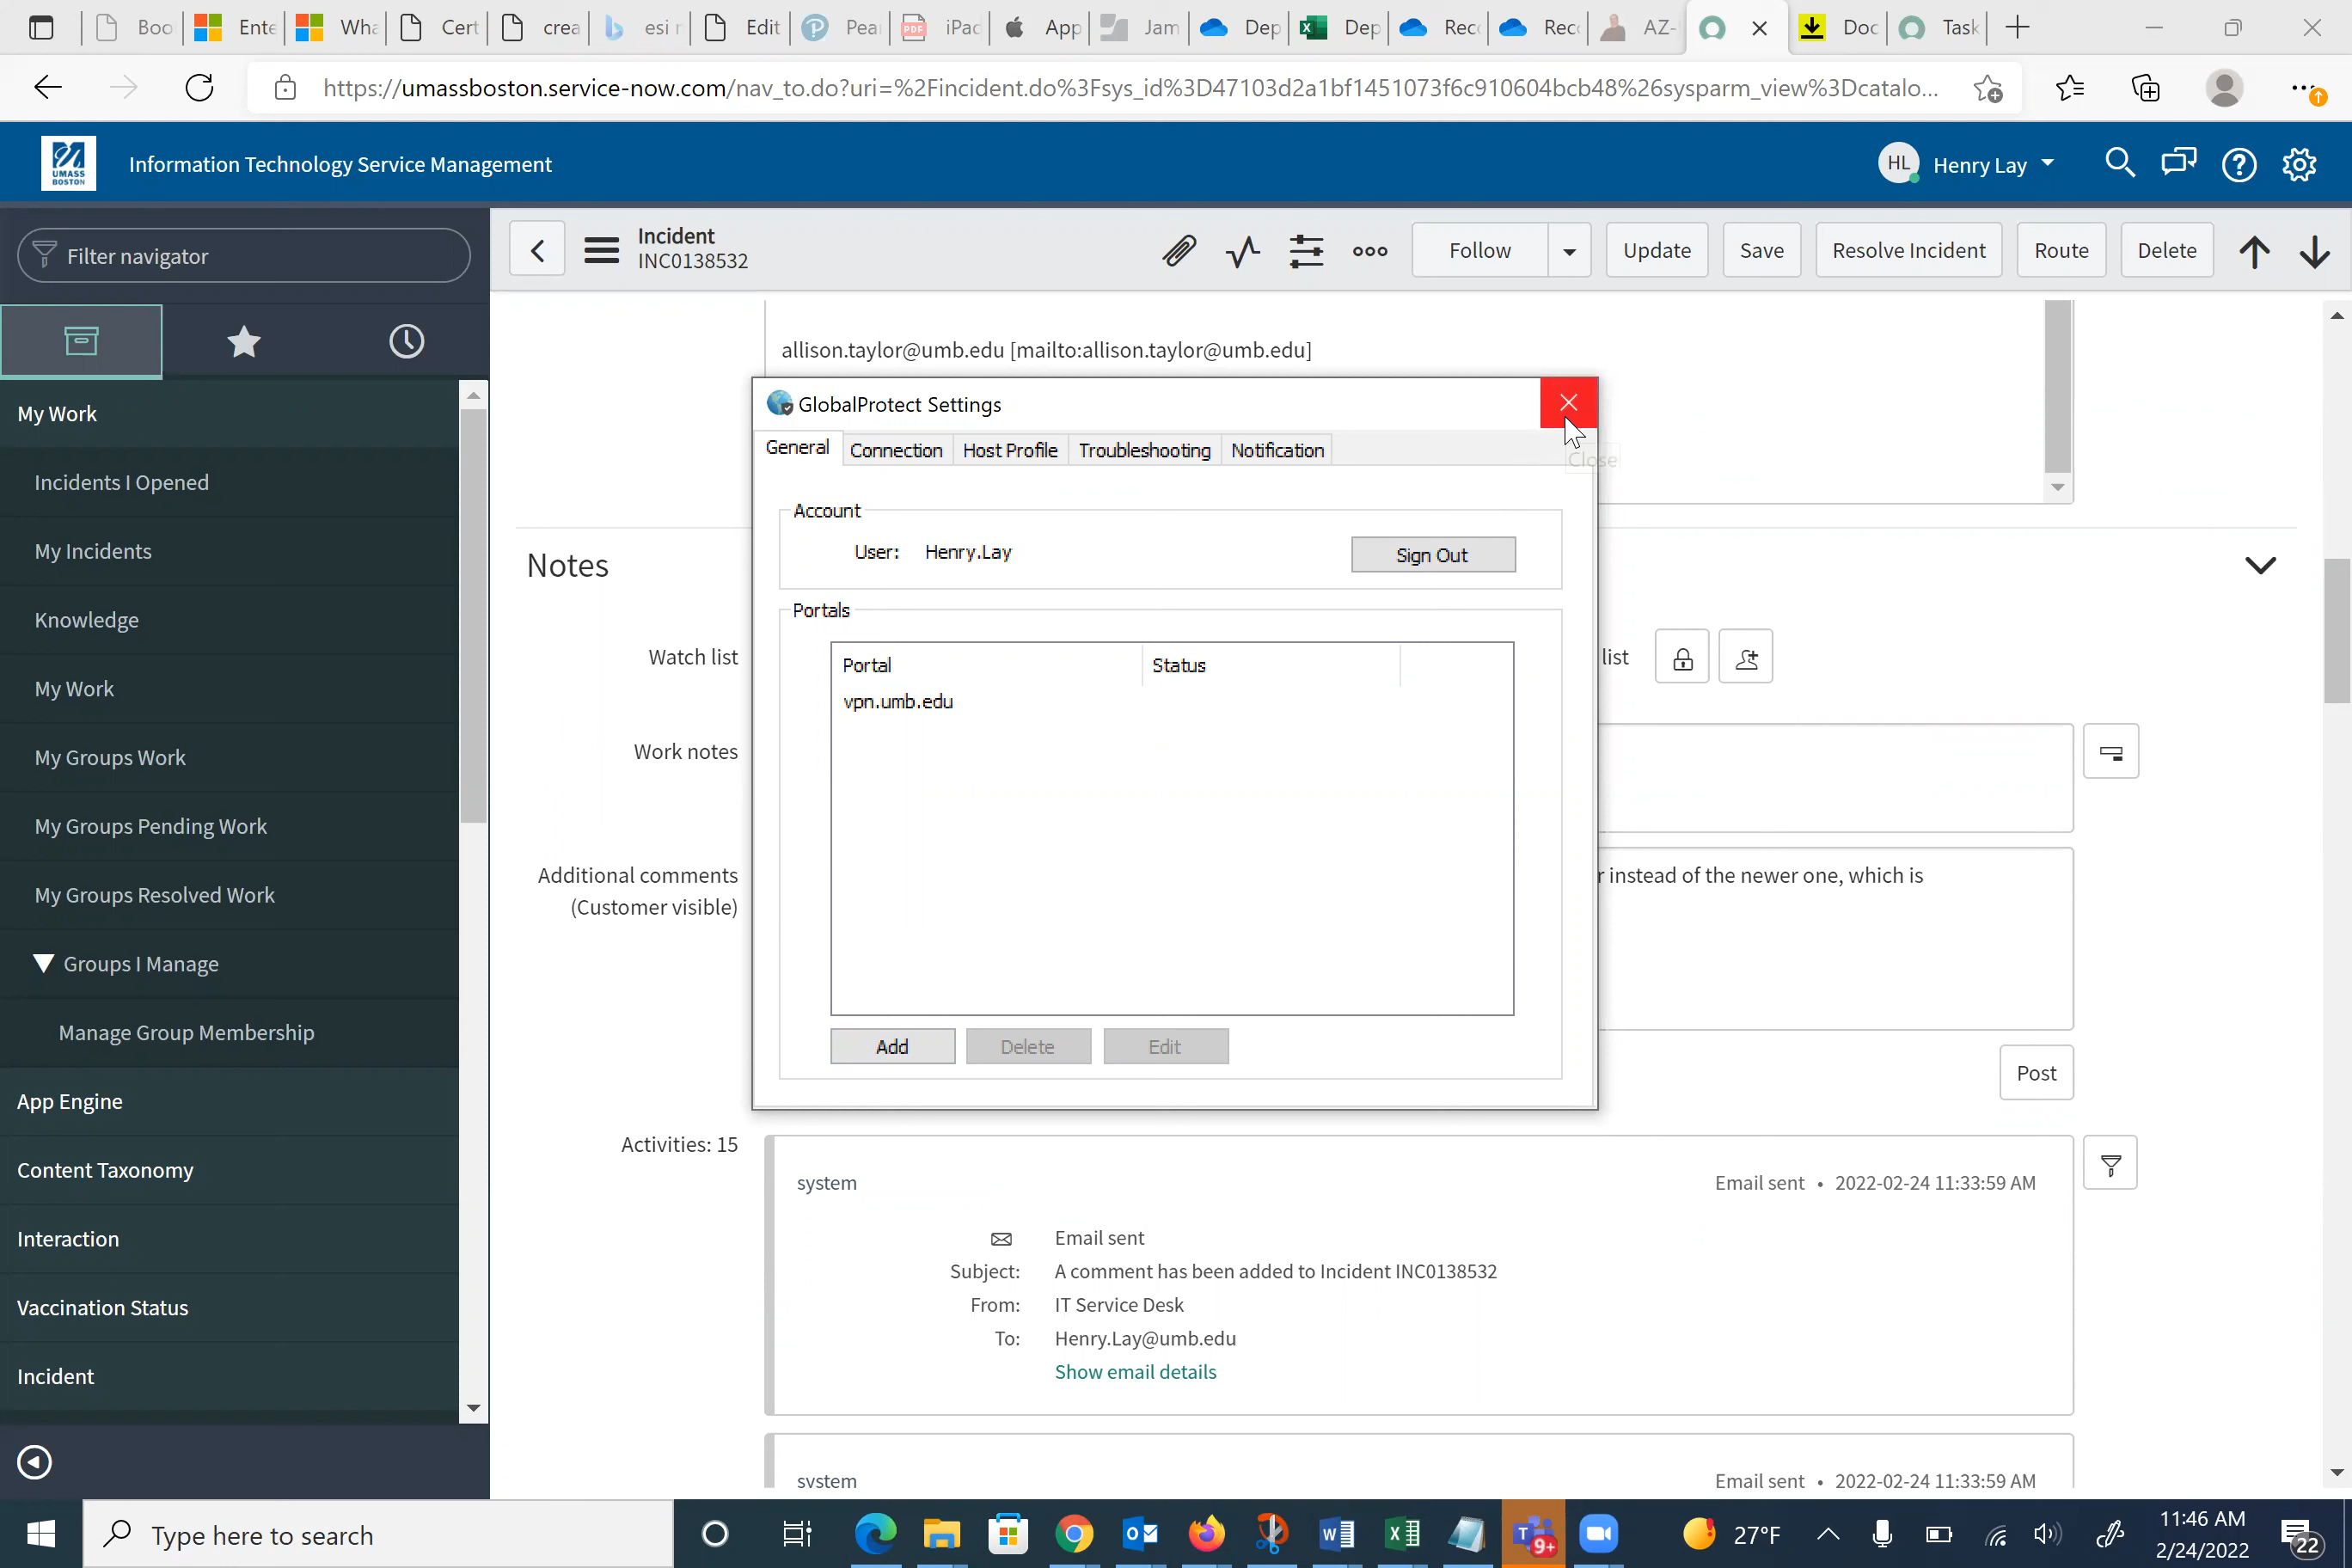 Boo
Ente
Wha
Cert
crea
esi r
Edit
Pear
iPad
App
Jam
Dep
Dep
Rec
Rec
AZ-
Doc
Task
https://umassboston.service-now.com/nav_to.do?uri=%2Fincident.do%3Fsys_id%3D47103d2a1bf1451073f6c910604bcb48%26sysparm_view%3Dcatalo...
UMASS BOSTON
Information Technology Service Management
HL Henry Lay
Filter navigator
Incident
INC0138532
Follow
Update
Save
Resolve Incident
Route
Delete
My Work
Incidents I Opened
My Incidents
Knowledge
My Work
My Groups Work
My Groups Pending Work
My Groups Resolved Work
Groups I Manage
Manage Group Membership
App Engine
Content Taxonomy
Interaction
Vaccination Status
Incident
allison.taylor@umb.edu [mailto:allison.taylor@umb.edu]
GlobalProtect Settings
Close
General
Connection
Host Profile
Troubleshooting
Notification
Account
User: Henry.Lay
Sign Out
Portals
Portal Status
vpn.umb.edu
Add
Delete
Edit
Notes
Watch list
list
Work notes
Additional comments
(Customer visible)
r instead of the newer one, which is
Post
Activities: 15
system
Email sent • 2022-02-24 11:33:59 AM
Email sent
Subject: A comment has been added to Incident INC0138532
From: IT Service Desk
To: Henry.Lay@umb.edu
Show email details
system
Email sent • 2022-02-24 11:33:59 AM
Type here to search
9+
27°F
11:46 AM
2/24/2022
22